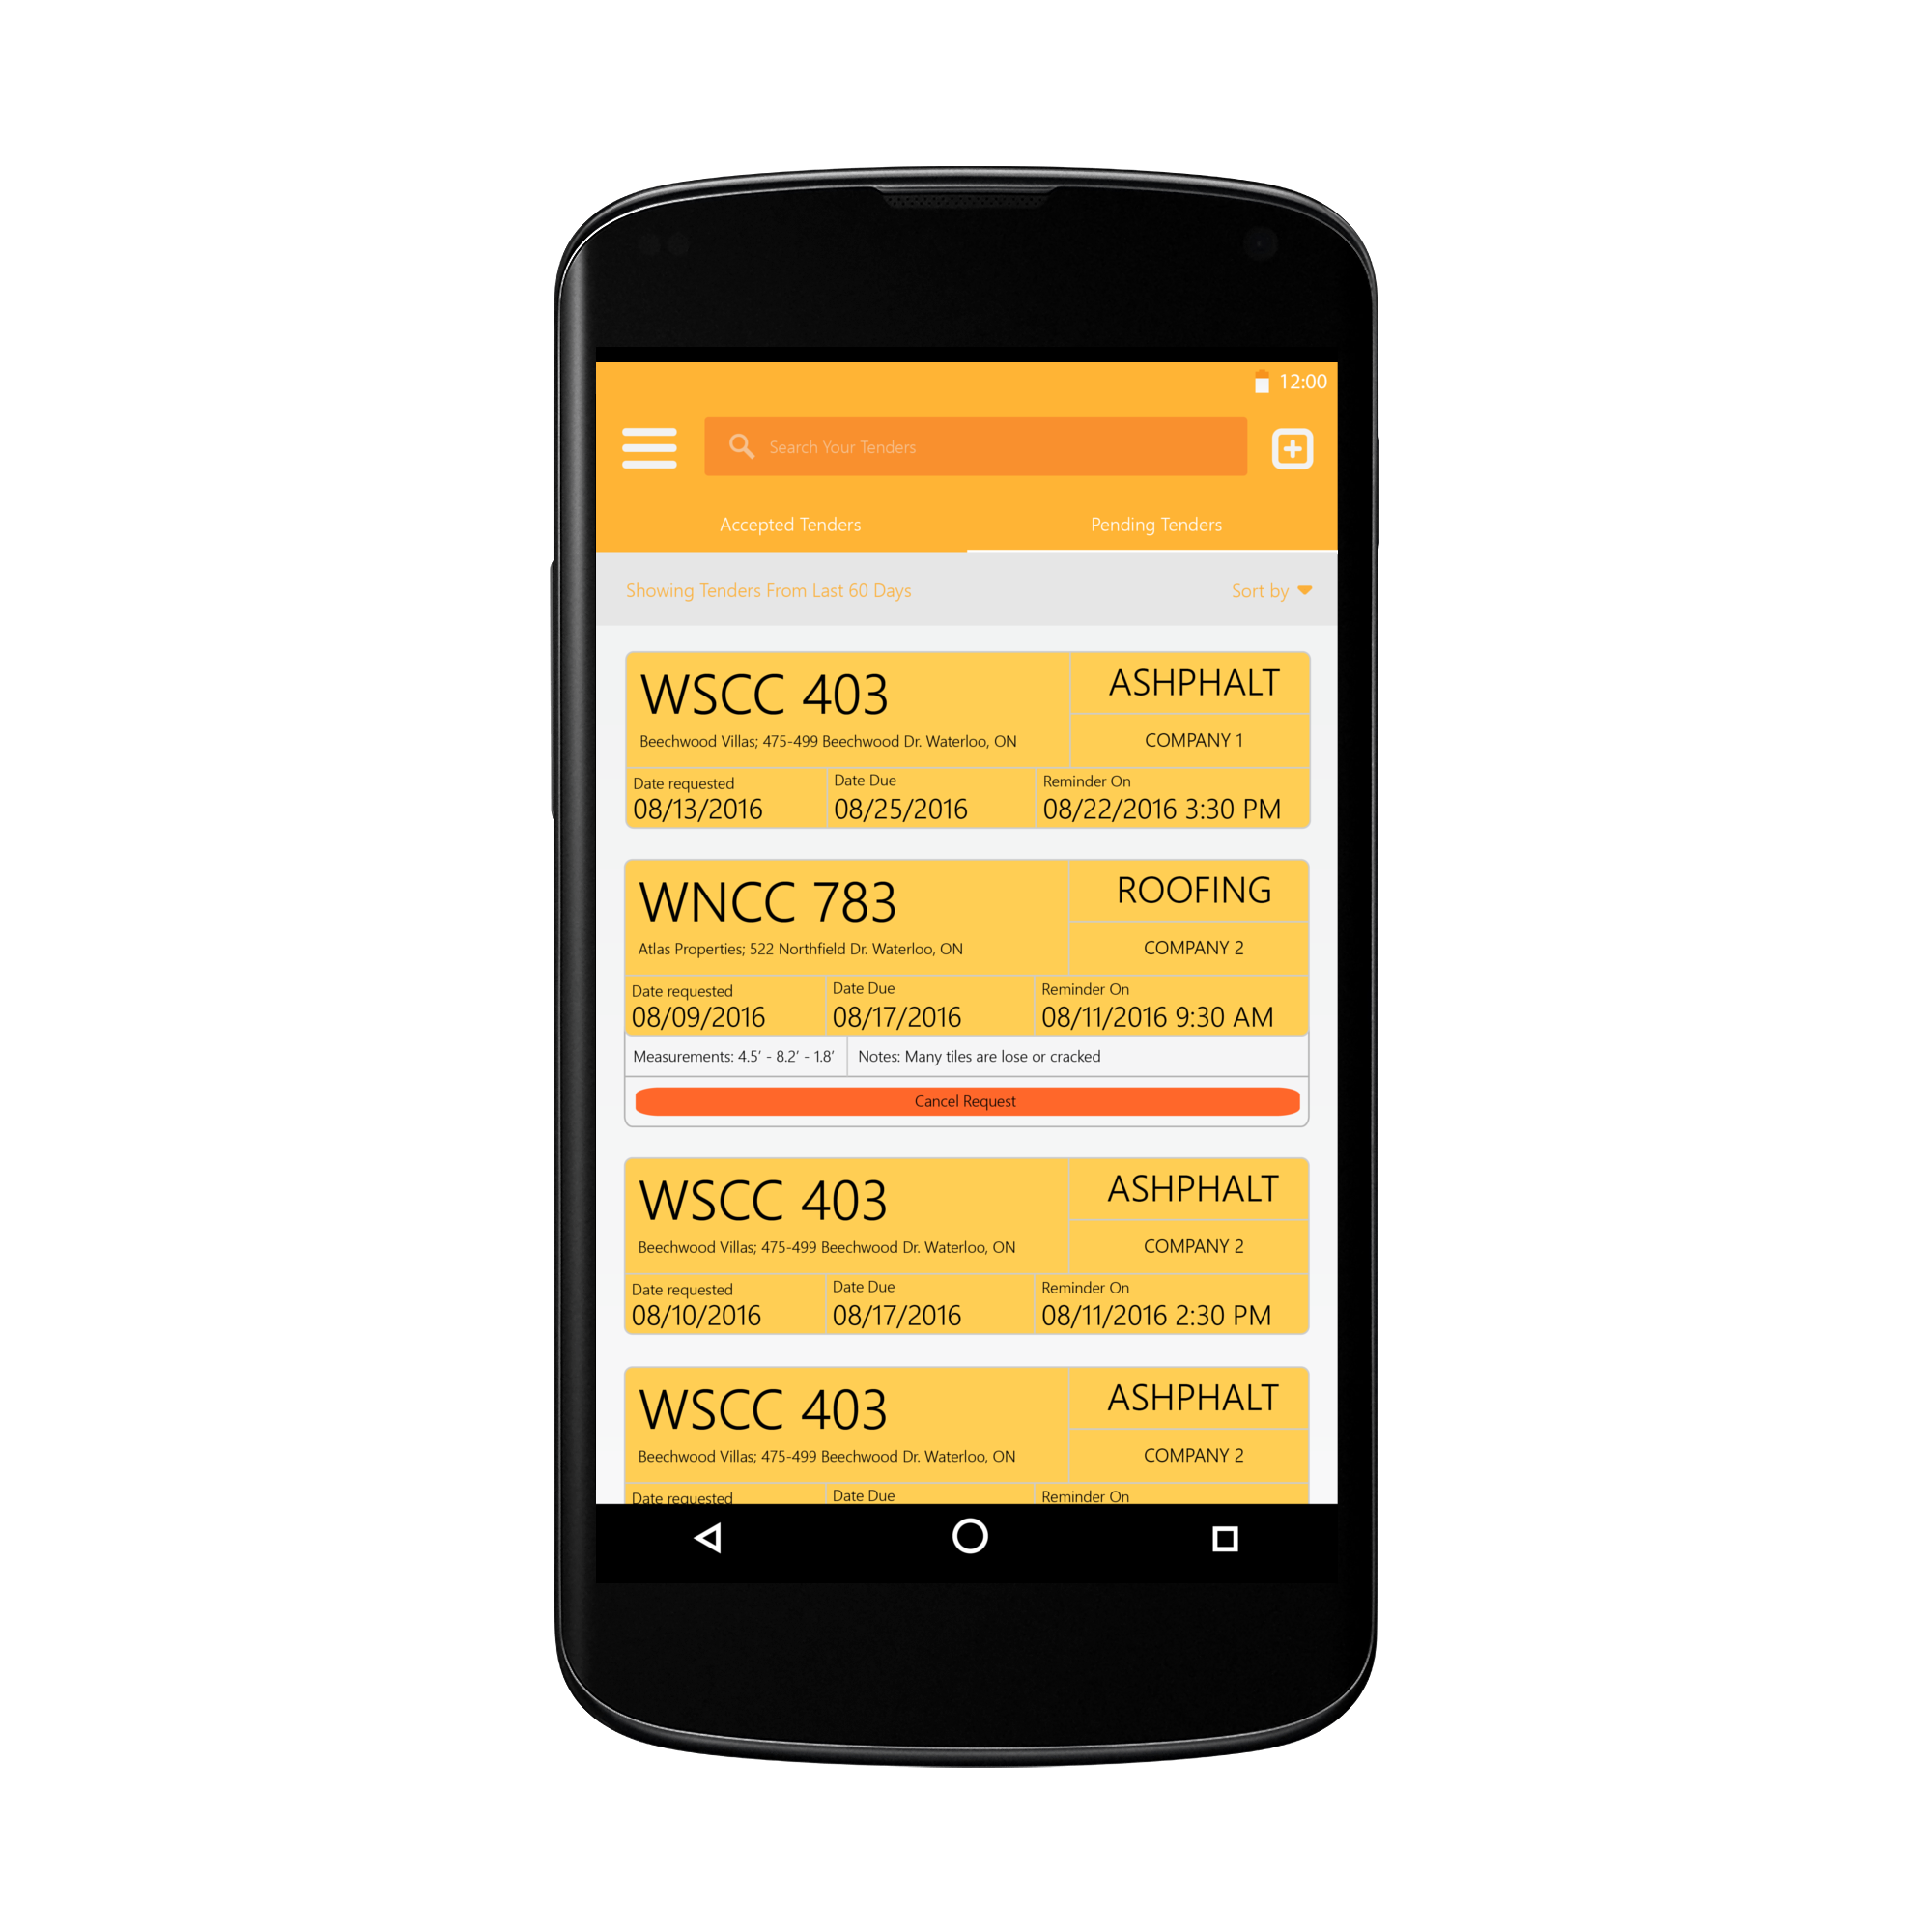 12:00
Search Your Tenders
Accepted Tenders Pending Tenders
Showing Tenders From Last 60 Days Sort by
WSCC 403 ASHPHALT
Beechwood Villas; 475-499 Beechwood Dr. Waterloo, ON COMPANY 1
Date requested Date Due Reminder On
08/13/2016 08/25/2016 08/22/2016 3:30 PM
WNCC 783 ROOFING
Atlas Properties; 522 Northfield Dr. Waterloo, ON COMPANY 2
Date requested Date Due Reminder On
08/09/2016 08/17/2016 08/11/2016 9:30 AM
Measurements: 4.5' - 8.2' - 1.8' Notes: Many tiles are lose or cracked
Cancel Request
WSCC 403 ASHPHALT
Beechwood Villas; 475-499 Beechwood Dr. Waterloo, ON COMPANY 2
Date requested Date Due Reminder On
08/10/2016 08/17/2016 08/11/2016 2:30 PM
WSCC 403 ASHPHALT
Beechwood Villas; 475-499 Beechwood Dr. Waterloo, ON COMPANY 2
Date requested Date Due Reminder On